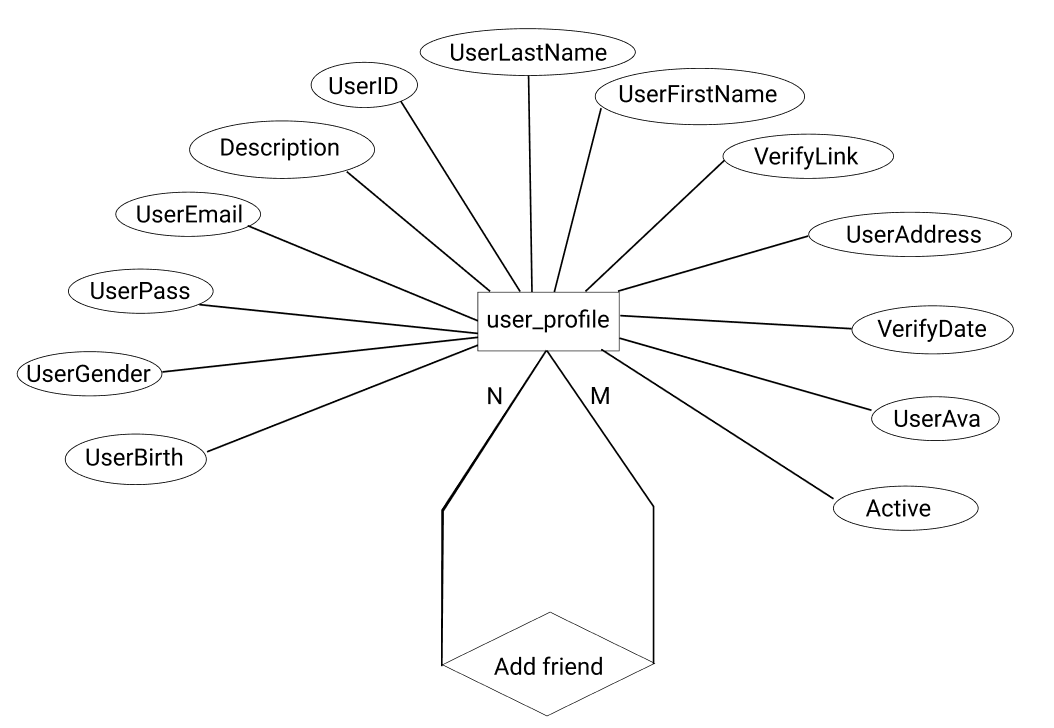 UserLastName
UserID
UserFirstName
Description
VerifyLink
UserEmail
UserAddress
UserPass
user_profile
VerifyDate
UserGender
N
M
UserAva
UserBirth
Active
Add friend